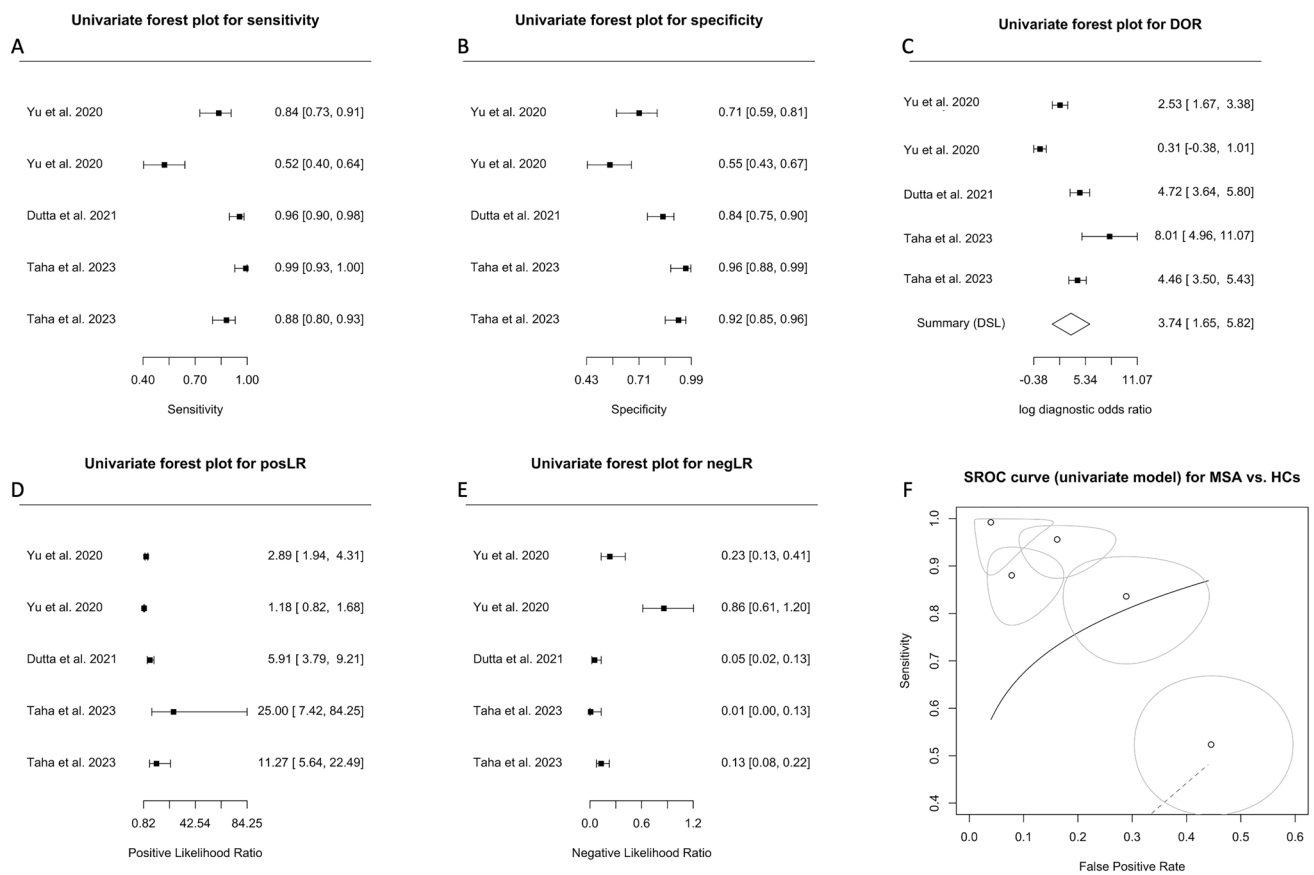 Univariate forest plot for sensitivity
A
Yu et al. 2020 0.84 [0.73, 0.91]
Yu et al. 2020 0.52 [0.40, 0.64]
Dutta et al. 2021 0.96 [0.90, 0.98]
Taha et al. 2023 0.99 [0.93, 1.00]
Taha et al. 2023 0.88 [0.80, 0.93]
0.40 0.70 1.00
Sensitivity
Univariate forest plot for specificity
B
Yu et al. 2020 0.71 [0.59, 0.81]
Yu et al. 2020 0.55 [0.43, 0.67]
Dutta et al. 2021 0.84 [0.75, 0.90]
Taha et al. 2023 0.96 [0.88, 0.99]
Taha et al. 2023 0.92 [0.85, 0.96]
0.43 0.71 0.99
Specificity
Univariate forest plot for DOR
C
Yu et al. 2020 2.53 [ 1.67, 3.38]
Yu et al. 2020 0.31 [-0.38, 1.01]
Dutta et al. 2021 4.72 [ 3.64, 5.80]
Taha et al. 2023 8.01 [ 4.96, 11.07]
Taha et al. 2023 4.46 [ 3.50, 5.43]
Summary (DSL) 3.74 [ 1.65, 5.82]
-0.38 5.34 11.07
log diagnostic odds ratio
Univariate forest plot for posLR
D
Yu et al. 2020 2.89 [ 1.94, 4.31]
Yu et al. 2020 1.18 [ 0.82, 1.68]
Dutta et al. 2021 5.91 [ 3.79, 9.21]
Taha et al. 2023 25.00 [ 7.42, 84.25]
Taha et al. 2023 11.27 [ 5.64, 22.49]
0.82 42.54 84.25
Positive Likelihood Ratio
Univariate forest plot for negLR
E
Yu et al. 2020 0.23 [0.13, 0.41]
Yu et al. 2020 0.86 [0.61, 1.20]
Dutta et al. 2021 0.05 [0.02, 0.13]
Taha et al. 2023 0.01 [0.00, 0.13]
Taha et al. 2023 0.13 [0.08, 0.22]
0.0 0.6 1.2
Negative Likelihood Ratio
SROC curve (univariate model) for MSA vs. HCs
F
Sensitivity
1.0
0.9
0.8
0.7
0.6
0.5
0.4
0.0 0.1 0.2 0.3 0.4 0.5 0.6
False Positive Rate